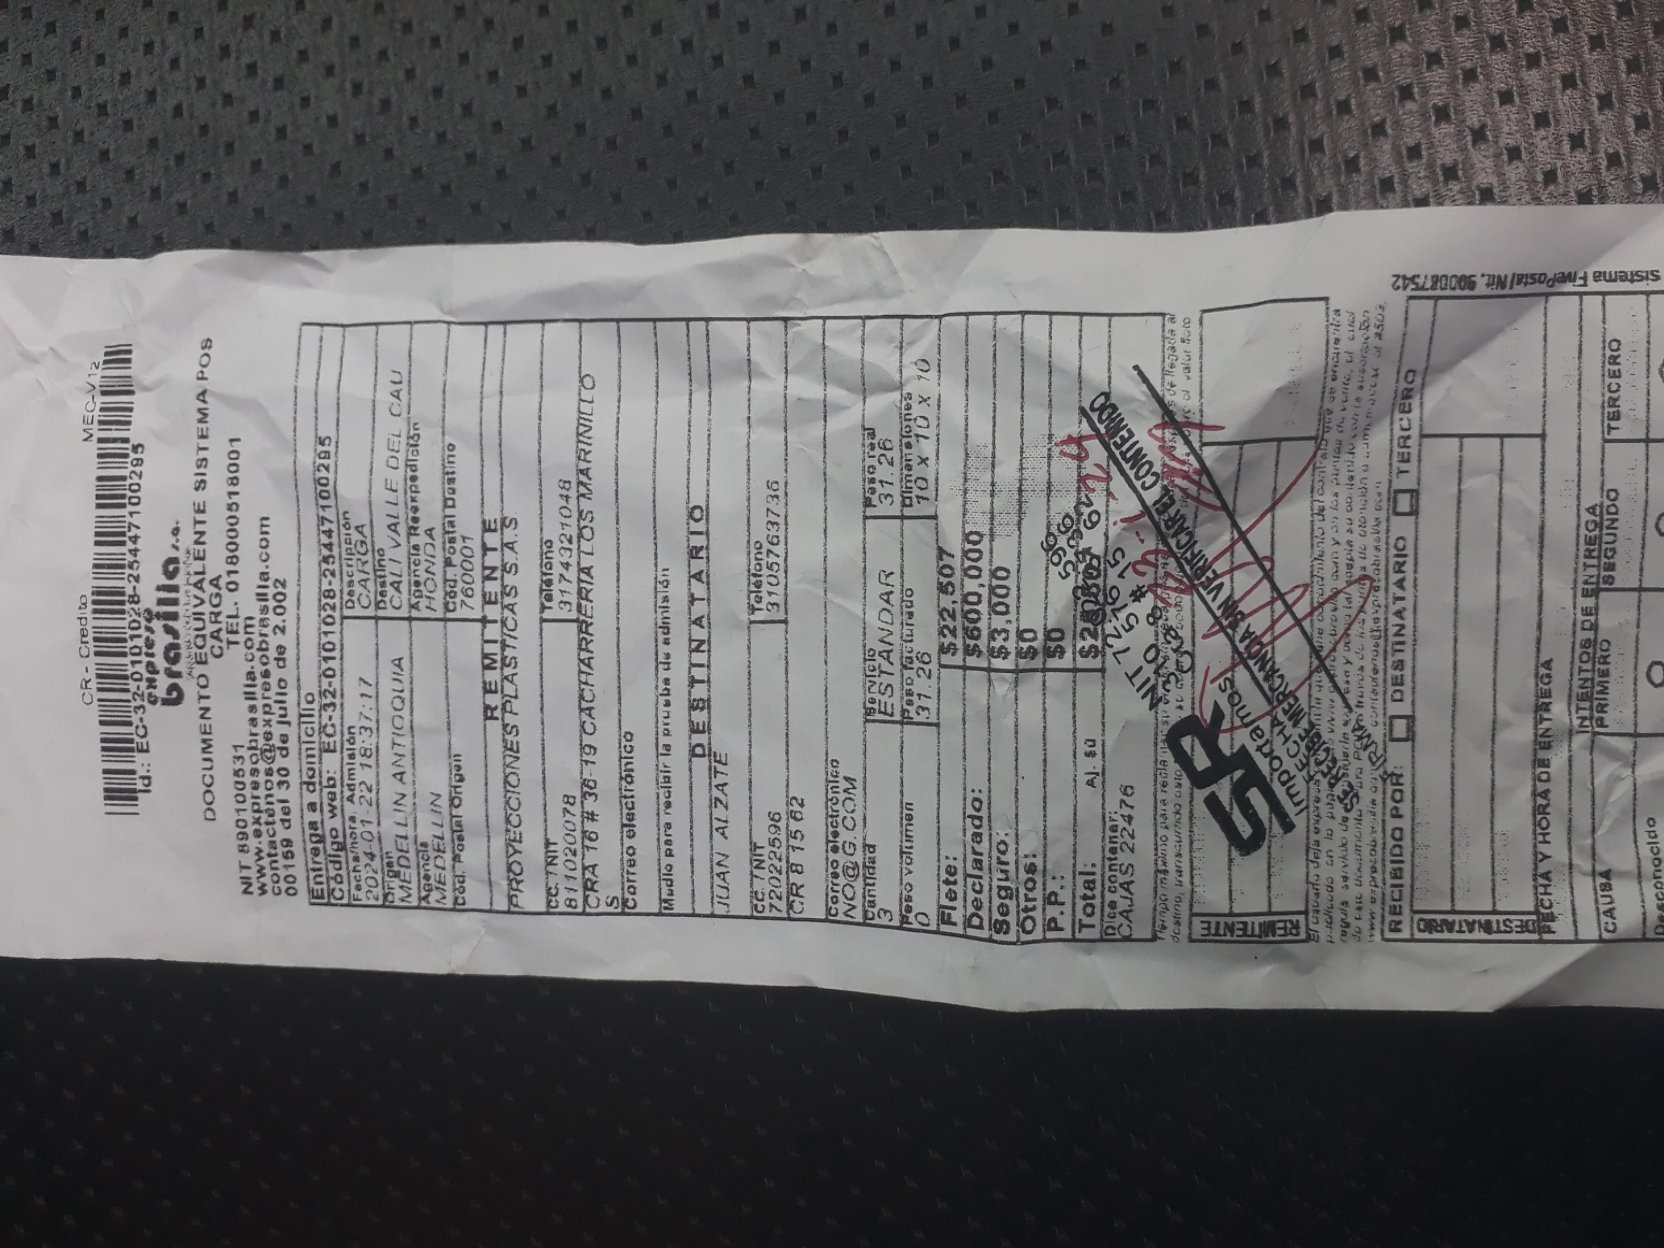 CR - Credito MEC-V12
Id.: EC-32-0101028-25447100295
expreso
brasilia s.a.
DOCUMENTO EQUIVALENTE SISTEMA POS
CARGA
TEL. 018000518001
NIT 890100531
www.expresobrasilia.com
contactenos@expresobrasilia.com
00159 del 30 de julio de 2.002
Entrega a domicilio
Código web: EC-32-0101028-25447100295
Fecha/hora. Admisión Descripción
2024-01-22 18:37:17 CARGA
Origen Destino
MEDELLIN ANTIOQUIA CALI VALLE DEL CAU
Agencia Agencia Reexpedición
MEDELLIN HONDA
Cód. Postal Origen Cód. Postal Destino
760001
REMITENTE
PROYECCIONES PLASTICAS S.A.S
CC. / NIT Teléfono
811020078 3174321048
CRA 16 # 36-19 CACHARRERIA LOS MARINILLO
S
Correo electrónico
Medio para recibir la prueba de admisión
DESTINATARIO
JUAN ALZATE
CC. / NIT Teléfono
72022596 3105763736
CR 8 15 62
Correo electrónico
NO@G.COM
Cantidad Servicio Peso real
3 ESTANDAR 31.26
Peso volumen Peso facturado Dimensiones
0 31.26 10 x 10 x 10
Flete: $22,507
Declarado: $600,000
Seguro: $3,000
Otros: $0
P.P.: $0
Total: Aj. $0
Dice contener:
CAJAS 22476
SR
Importamos
NIT
FECHA
SE RECIBE MERCANCIA SIN VERIFICAR EL CONTENIDO
REMITENTE
RECIBIDO POR: DESTINATARIO TERCERO
DESTINATARIO
FECHA Y HORA DE ENTREGA
INTENTOS DE ENTREGA
CAUSA PRIMERO SEGUNDO TERCERO
Desconocido
Sistema FivePostal Nit. 900087542